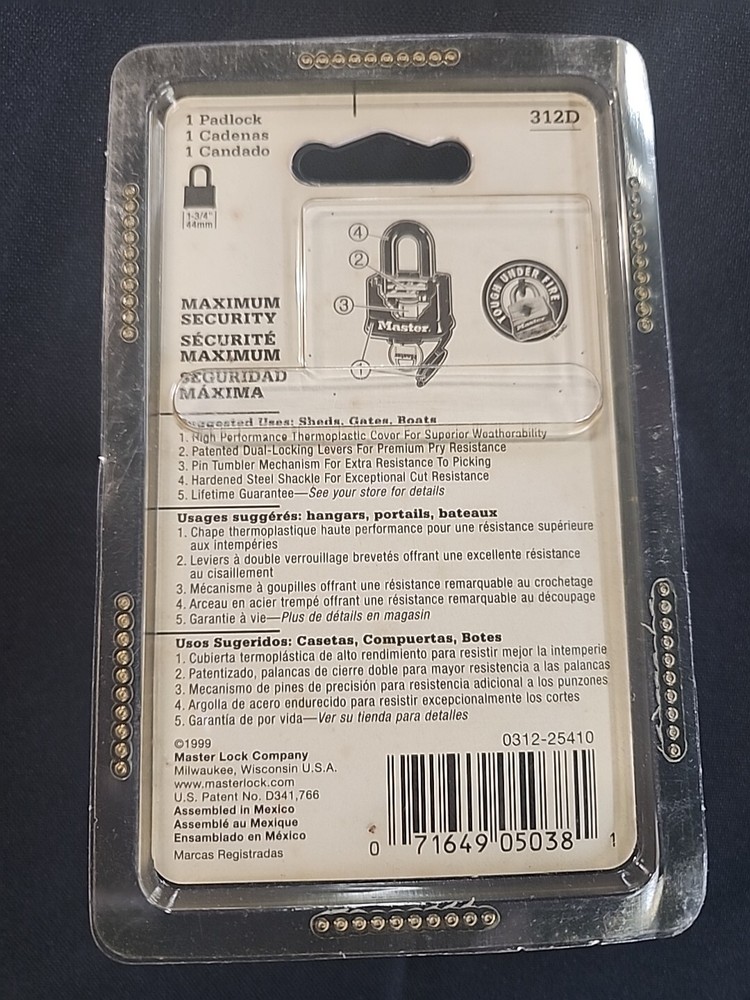 1 Padlock
1 Cadenas
1 Candado
312D
1-3/4"
44mm
4
2
3
Master.
1
TOUGH UNDER FIRE
MAXIMUM
SECURITY
SÉCURITÉ
MAXIMUM
SEGURIDAD
MÁXIMA
Suggested Uses: Sheds, Gates, Boats
1. High Performance Thermoplactic Cover For Superior Weathorability
2. Patented Dual-Locking Levers For Premium Pry Resistance
3. Pin Tumbler Mechanism For Extra Resistance To Picking
4. Hardened Steel Shackle For Exceptional Cut Resistance
5. Lifetime Guarantee—See your store for details
Usages suggérés: hangars, portails, bateaux
1. Chape thermoplastique haute performance pour une résistance supérieure
aux intempéries
2. Leviers à double verrouillage brevetés offrant une excellente résistance
au cisaillement
3. Mécanisme à goupilles offrant une résistance remarquable au crochetage
4. Arceau en acier trempé offrant une résistance remarquable au découpage
5. Garantie à vie—Plus de détails en magasin
Usos Sugeridos: Casetas, Compuertas, Botes
1. Cubierta termoplástica de alto rendimiento para resistir mejor la intemperie
2. Patentizado, palancas de cierre doble para mayor resistencia a las palancas
3. Mecanismo de pines de precisión para resistencia adicional a los punzones
4. Argolla de acero endurecido para resistir excepcionalmente los cortes
5. Garantía de por vida—Ver su tienda para detalles
©1999
Master Lock Company
Milwaukee, Wisconsin U.S.A.
www.masterlock.com
U.S. Patent No. D341,766
Assembled in Mexico
Assemblé au Mexique
Ensamblado en México
Marcas Registradas
0312-25410
0 71649 05038 1